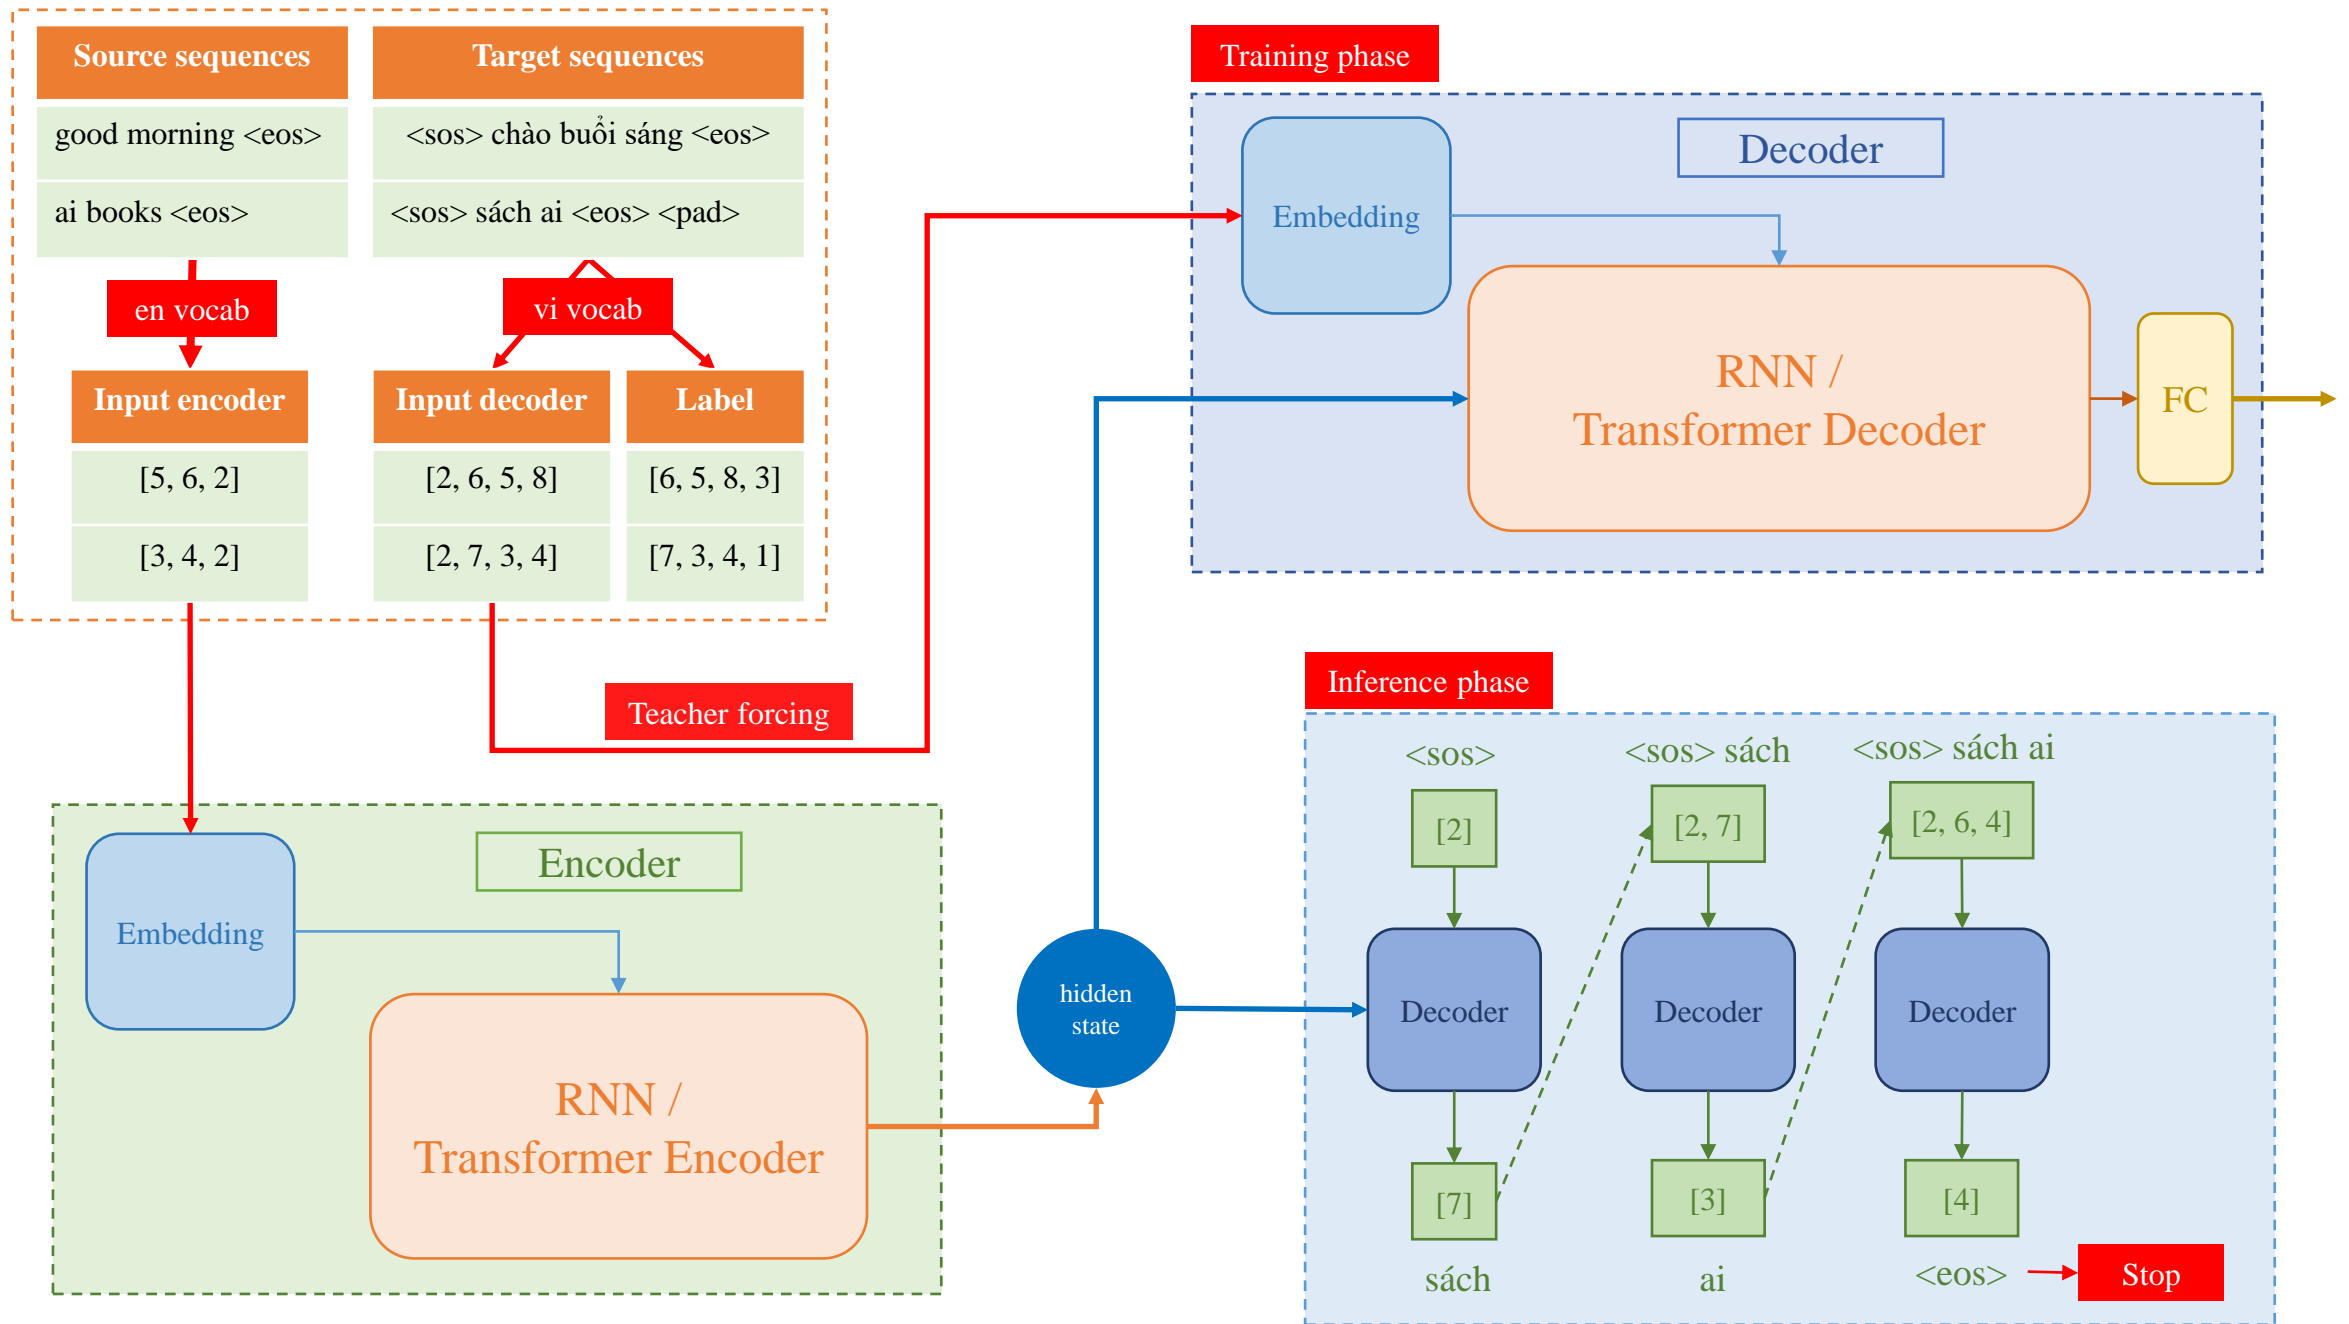 Source sequences
Target sequences
good morning <eos>
<sos> chào buổi sáng <eos>
ai books <eos>
<sos> sách ai <eos> <pad>
en vocab
vi vocab
Input encoder
Input decoder
Label
[5, 6, 2]
[2, 6, 5, 8]
[6, 5, 8, 3]
[3, 4, 2]
[2, 7, 3, 4]
[7, 3, 4, 1]
Teacher forcing
Training phase
Decoder
Embedding
RNN /
Transformer Decoder
FC
Encoder
Embedding
RNN /
Transformer Encoder
hidden
state
Inference phase
<sos>
<sos> sách
<sos> sách ai
[2]
[2, 7]
[2, 6, 4]
Decoder
Decoder
Decoder
[7]
[3]
[4]
sách
ai
<eos>
Stop